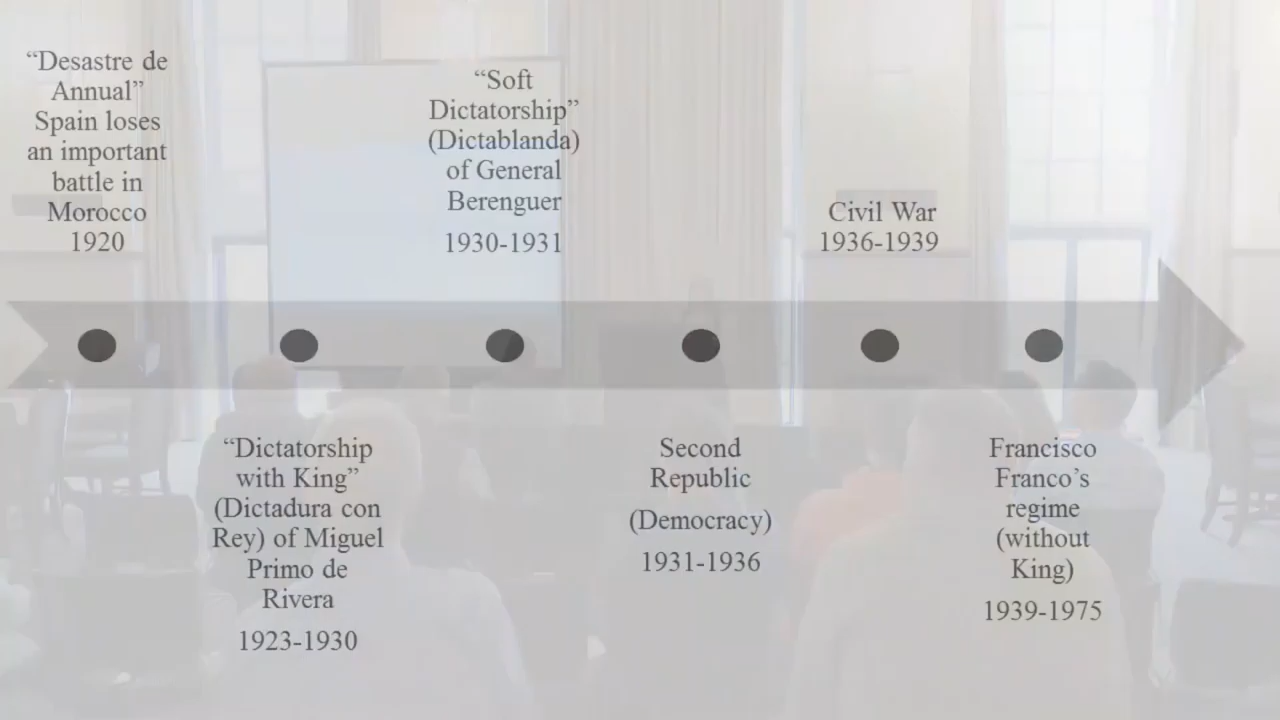 “Desastre de
Annual”
Spain loses
an important
battle in
Morocco
1920
“Dictatorship
with King”
(Dictadura con
Rey) of Miguel
Primo de
Rivera
1923-1930
“Soft
Dictatorship”
(Dictablanda)
of General
Berenguer
1930-1931
Second
Republic
(Democracy)
1931-1936
Civil War
1936-1939
Francisco
Franco’s
regime
(without
King)
1939-1975